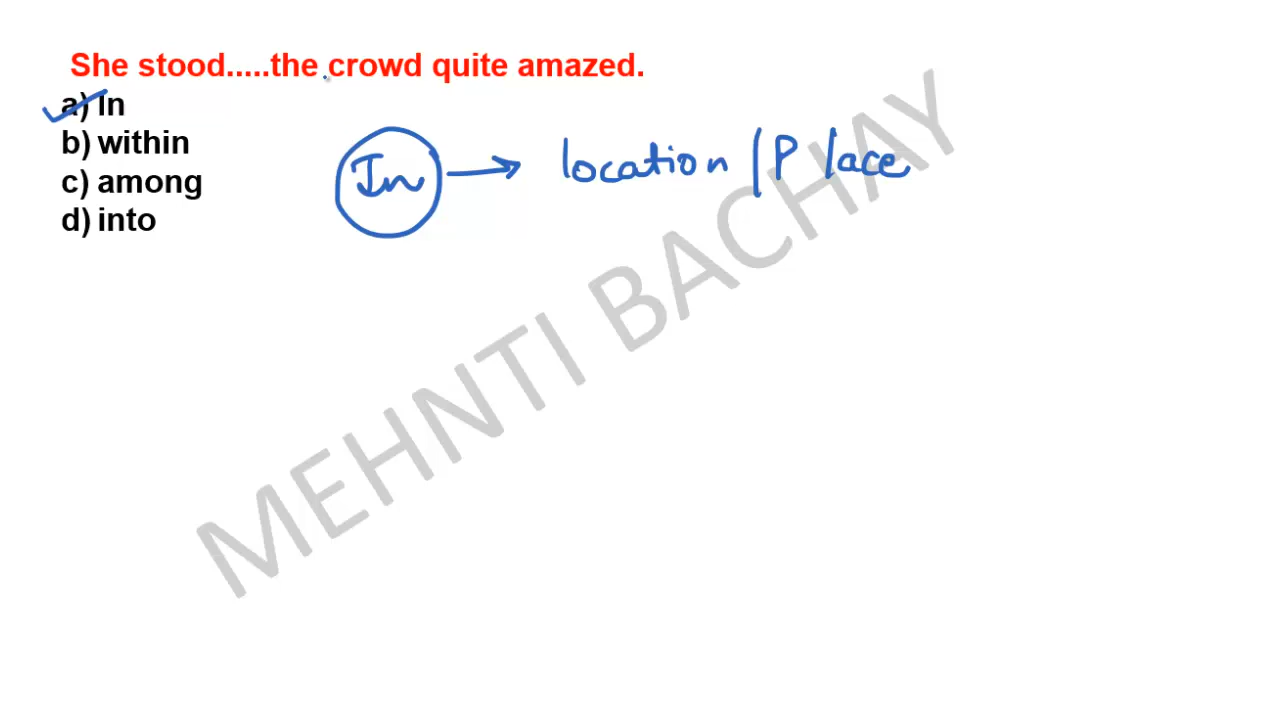 She stood.....the crowd quite amazed.
a) In
b) within
c) among
d) into
In → location / Place
MEHNTI BACHAY